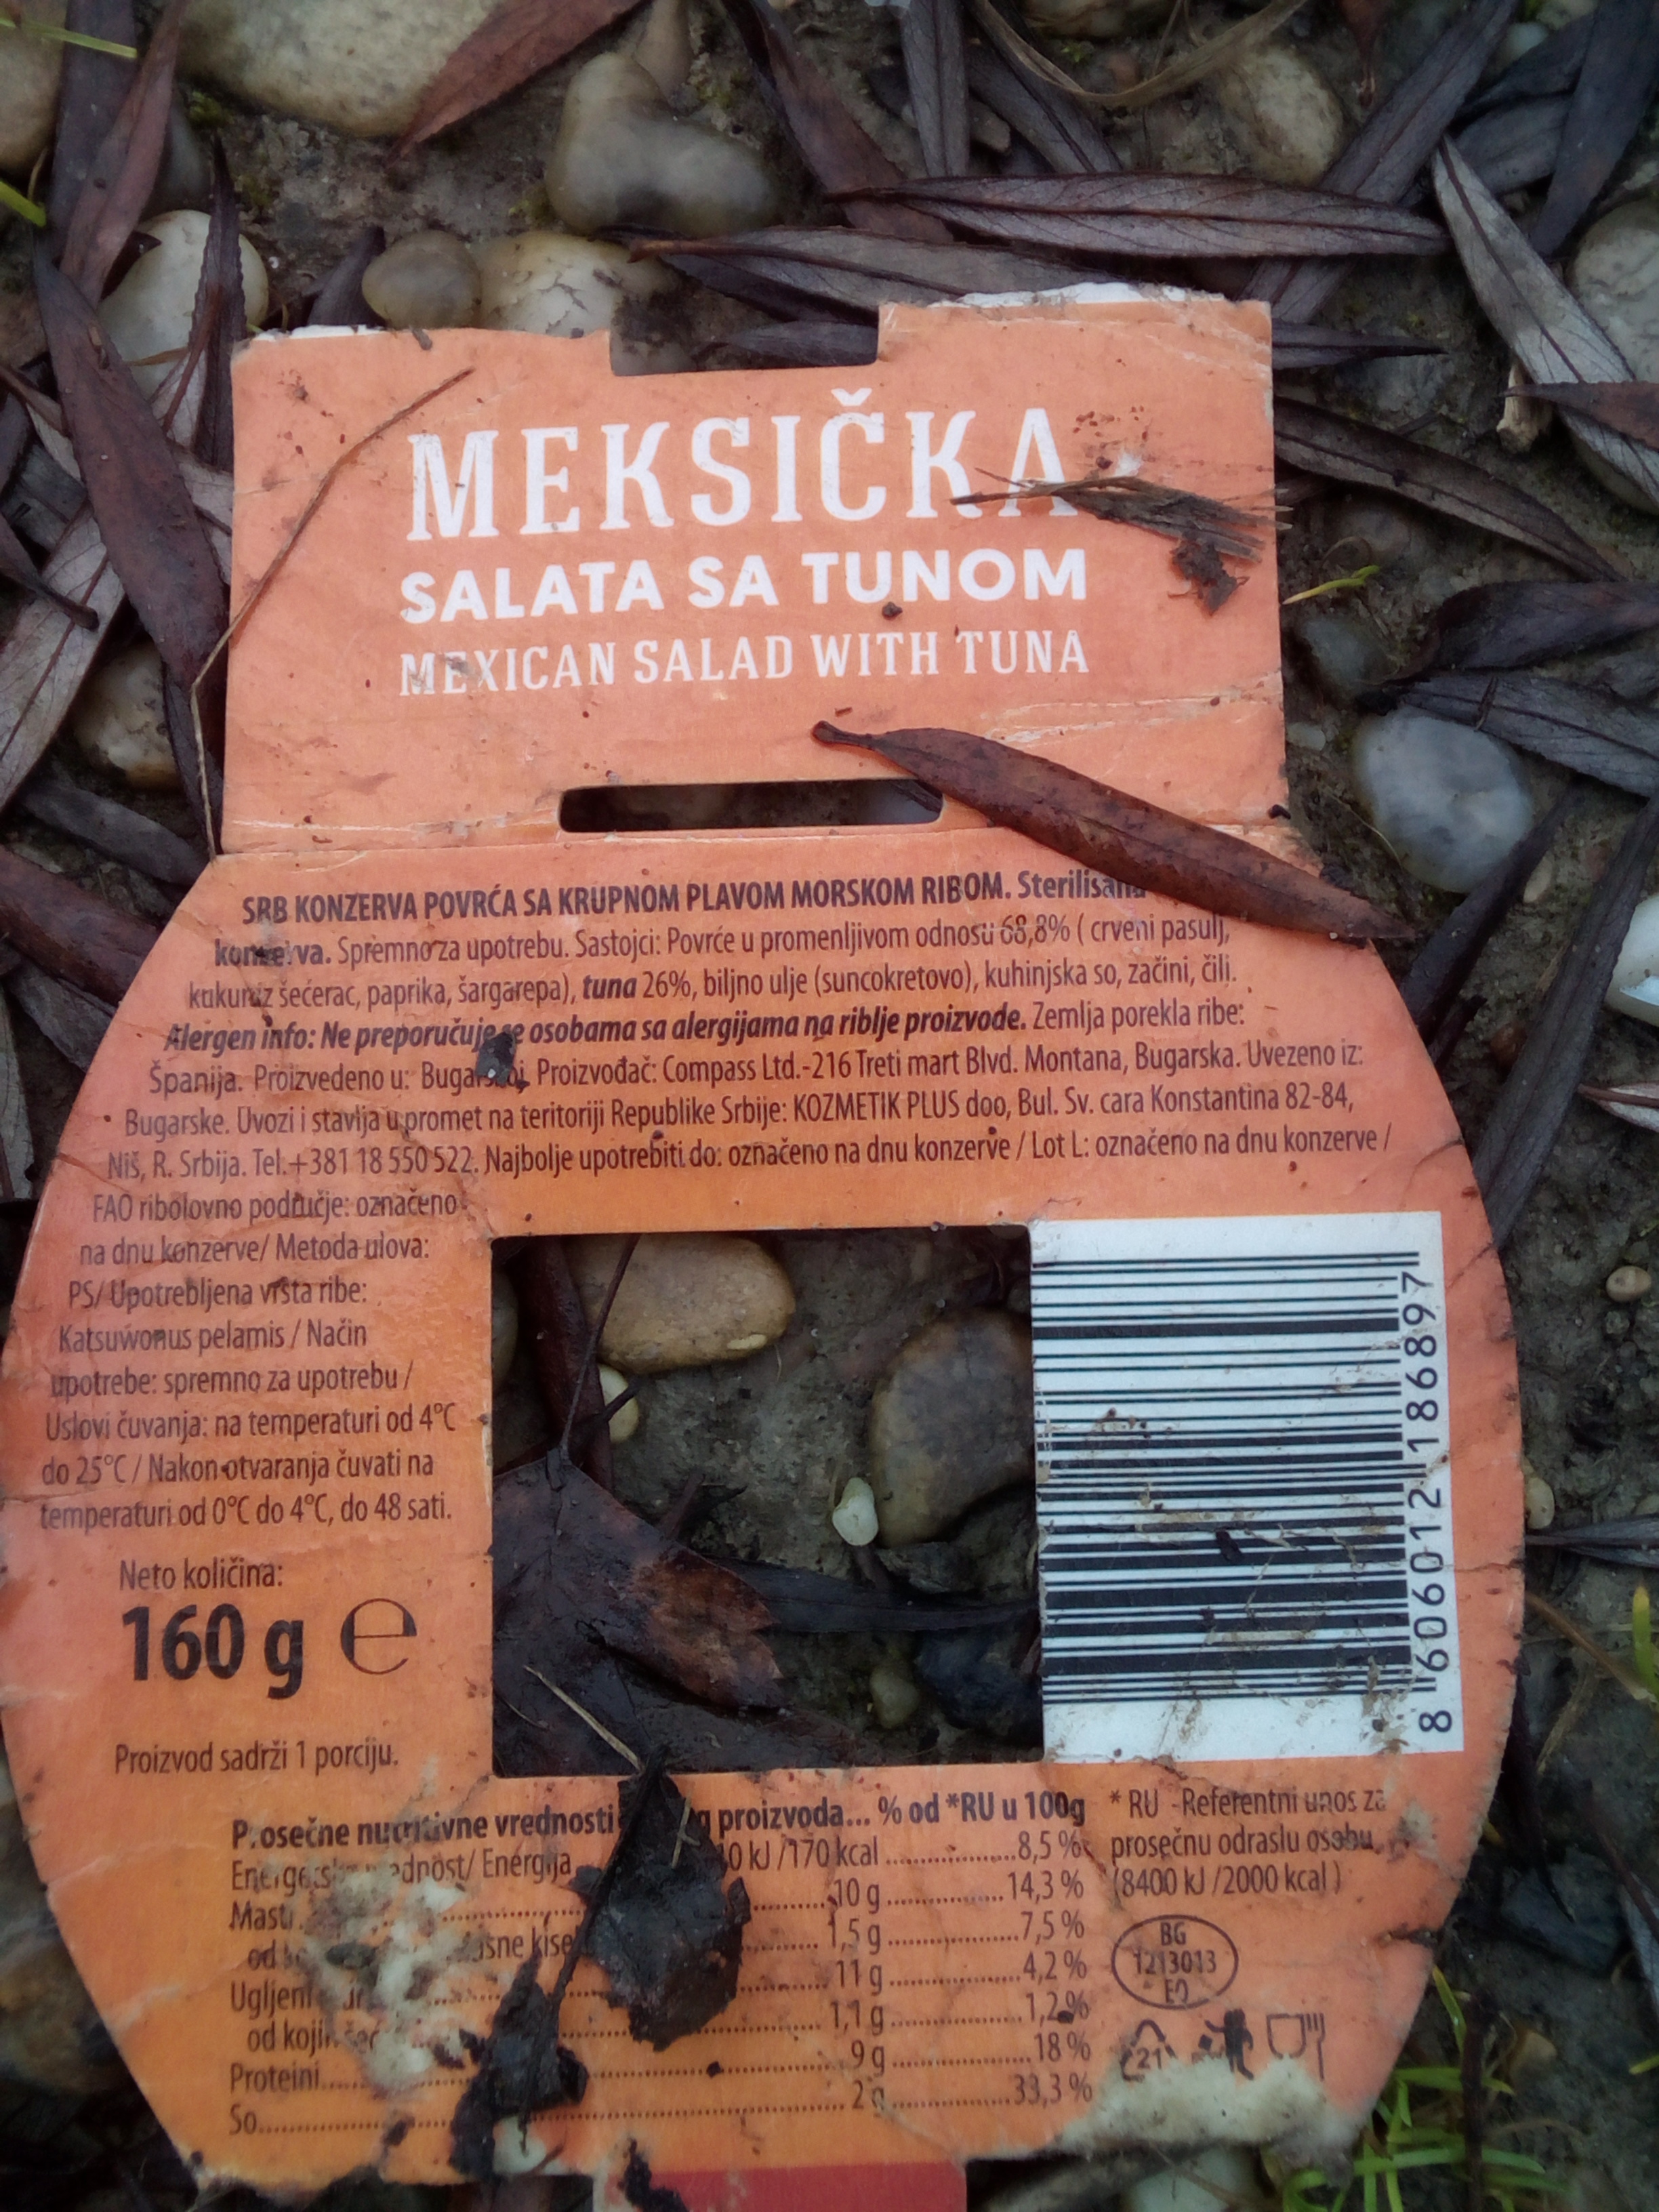 MEKSIČKA
SALATA SA TUNOM
MEXICAN SALAD WITH TUNA
SRB KONZERVA POVRĆA SA KRUPNOM PLAVOM MORSKOM RIBOM. Sterilisana
konzerva. Spremno za upotrebu. Sastojci: Povrće u promenljivom odnosu 68,8% ( crveni pasulj,
kukuruz šećerac, paprika, šargarepa), tuna 26%, biljno ulje (suncokretovo), kuhinjska so, začini, čili.
Alergen info: Ne preporučuje se osobama sa alergijama na riblje proizvode. Zemlja porekla ribe:
Španija. Proizvedeno u: Bugarskoj. Proizvođač: Compass Ltd.-216 Treti mart Blvd. Montana, Bugarska. Uvezeno iz:
Bugarske. Uvozi i stavlja u promet na teritoriji Republike Srbije: KOZMETIK PLUS doo, Bul. Sv. cara Konstantina 82-84,
Niš, R. Srbija. Tel.+381 18 550 522. Najbolje upotrebiti do: označeno na dnu konzerve / Lot L: označeno na dnu konzerve /
FAO ribolovno područje: označeno
na dnu konzerve/ Metoda ulova:
PS/ Upotrebljena vrsta ribe:
Katsuwonus pelamis / Način
upotrebe: spremno za upotrebu /
Uslovi čuvanja: na temperaturi od 4°C
do 25°C / Nakon otvaranja čuvati na
temperaturi od 0°C do 4°C, do 48 sati.
Neto količina:
160 g e
Proizvod sadrži 1 porciju.
8 606012 186897
Prosečne nutritivne vrednosti g proizvoda... % od *RU u 100g
Energetska vrednost/ Energija 0 kJ /170 kcal ...................8,5 %
Masti 10 g................... 14,3 %
od 1,5 g...................7,5 %
11 g...................4,2 %
od kojih 1,1 g...................1,2 %
Proteini 9 g...................18 %
So 2 g...................33,3 %
* RU -Referentni unos za
prosečnu odraslu osobu
(8400 kJ /2000 kcal )
BG
1213013
EO
21